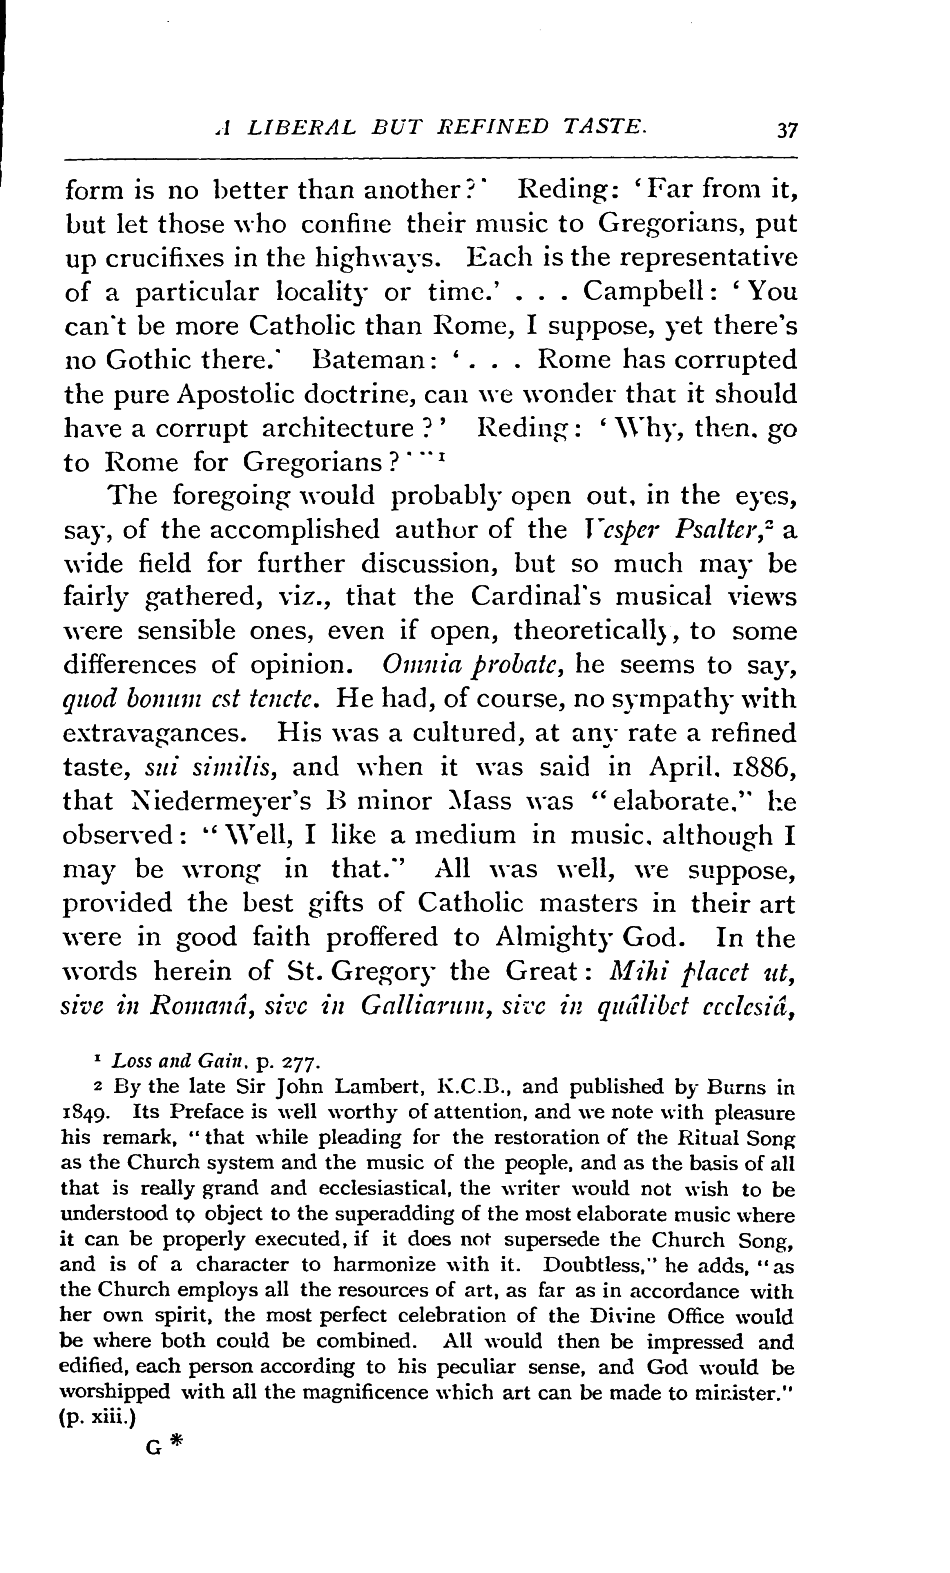 A LIBERAL BUT REFINED TASTE. 37
form is no better than another?' Reding: 'Far from it,
but let those who confine their music to Gregorians, put
up crucifixes in the highways. Each is the representative
of a particular locality or time.' . . . Campbell: 'You
can't be more Catholic than Rome, I suppose, yet there's
no Gothic there.' Bateman: '. . . Rome has corrupted
the pure Apostolic doctrine, can we wonder that it should
have a corrupt architecture?' Reding: 'Why, then, go
to Rome for Gregorians?'"¹
The foregoing would probably open out, in the eyes,
say, of the accomplished author of the Vesper Psalter,² a
wide field for further discussion, but so much may be
fairly gathered, viz., that the Cardinal's musical views
were sensible ones, even if open, theoretically, to some
differences of opinion. Omnia probate, he seems to say,
quod bonum est tenete. He had, of course, no sympathy with
extravagances. His was a cultured, at any rate a refined
taste, sui similis, and when it was said in April, 1886,
that Niedermeyer's B minor Mass was "elaborate," he
observed: "Well, I like a medium in music, although I
may be wrong in that." All was well, we suppose,
provided the best gifts of Catholic masters in their art
were in good faith proffered to Almighty God. In the
words herein of St. Gregory the Great: Mihi placet ut,
sive in Romanâ, sive in Galliarum, sive in quâlibet ecclesiâ,
¹ Loss and Gain, p. 277.
2 By the late Sir John Lambert, K.C.B., and published by Burns in
1849. Its Preface is well worthy of attention, and we note with pleasure
his remark, "that while pleading for the restoration of the Ritual Song
as the Church system and the music of the people, and as the basis of all
that is really grand and ecclesiastical, the writer would not wish to be
understood to object to the superadding of the most elaborate music where
it can be properly executed, if it does not supersede the Church Song,
and is of a character to harmonize with it. Doubtless," he adds, "as
the Church employs all the resources of art, as far as in accordance with
her own spirit, the most perfect celebration of the Divine Office would
be where both could be combined. All would then be impressed and
edified, each person according to his peculiar sense, and God would be
worshipped with all the magnificence which art can be made to minister."
(p. xiii.)
G *